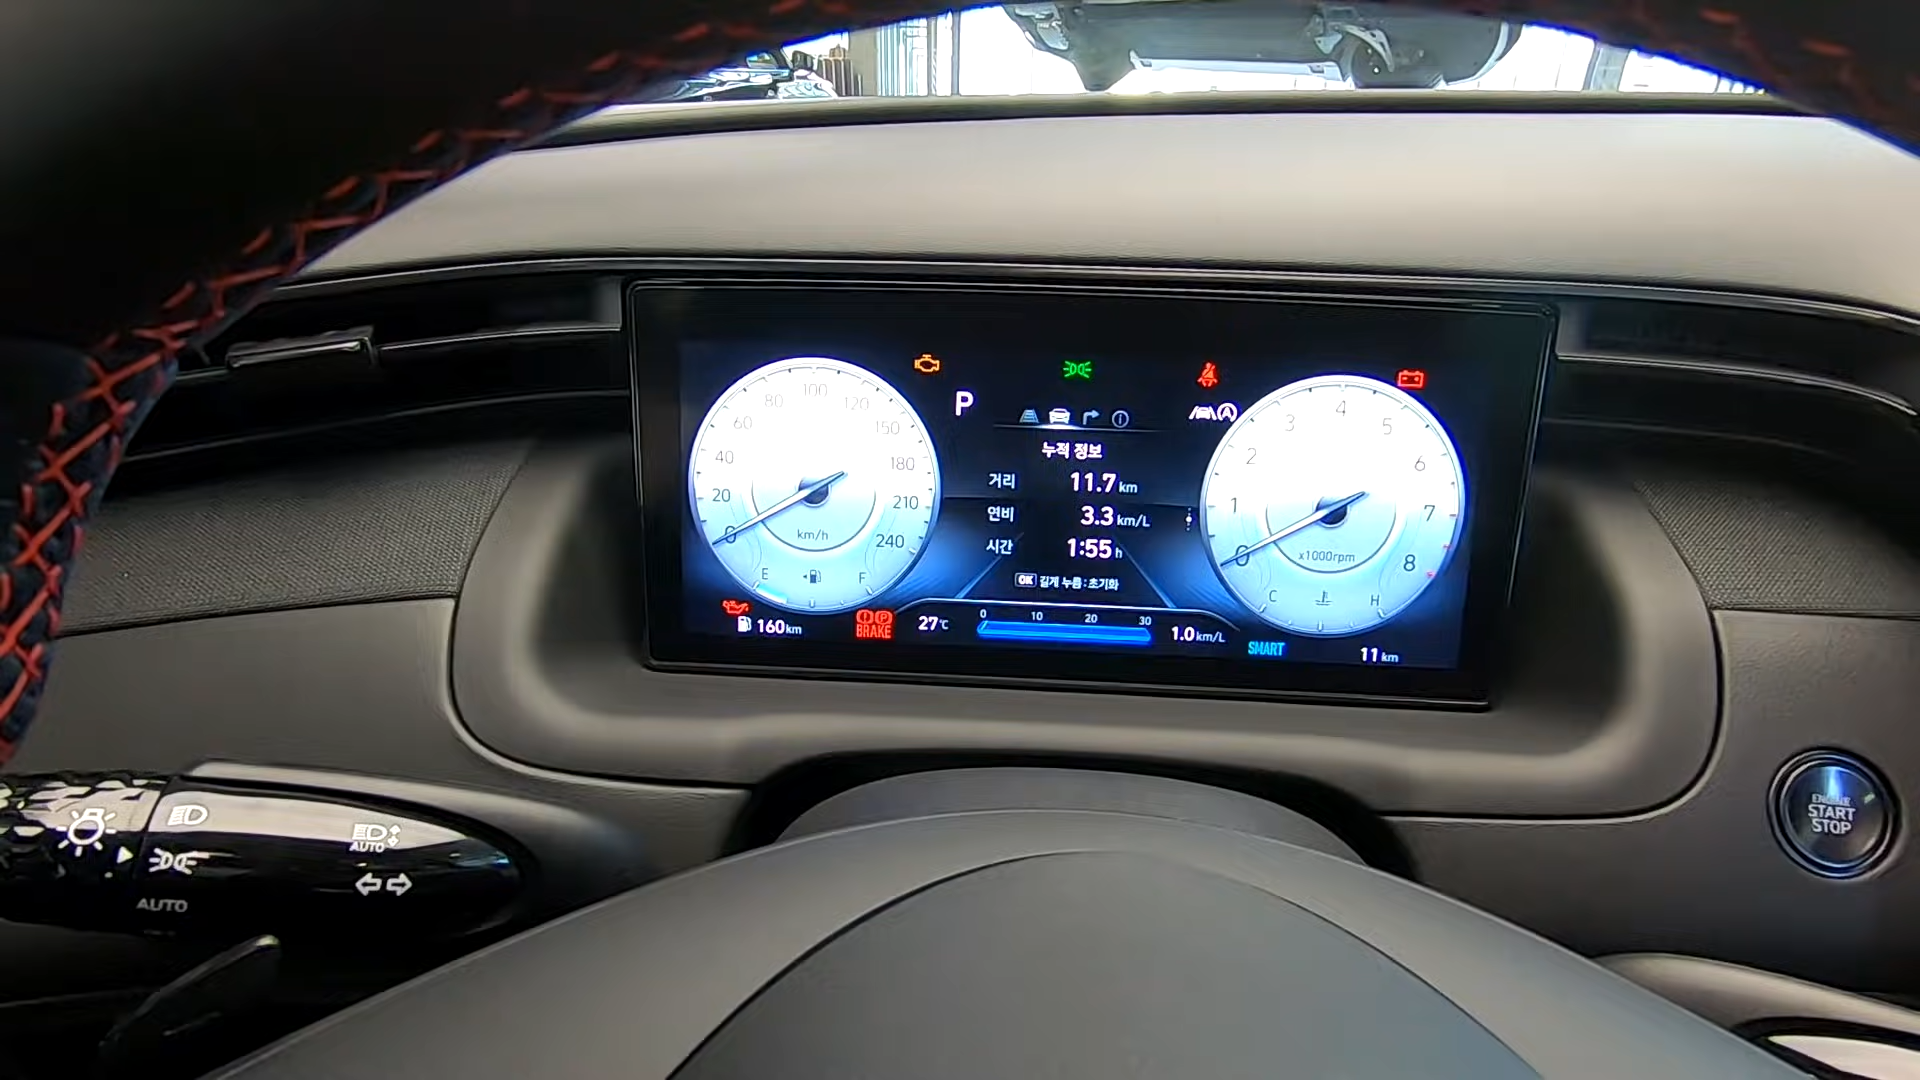 P
누적 정보
거리 11.7 km
연비 3.3 km/L
시간 1:55 h
OK 길게 누름 : 초기화
0 20 40 60 80 100 120 150 180 210 240
km/h
E F
160 km
BRAKE
27℃
0 10 20 30
1.0 km/L
0 1 2 3 4 5 6 7 8
x1000rpm
C H
A
SMART
11 km
ENGINE
START
STOP
AUTO
AUTO